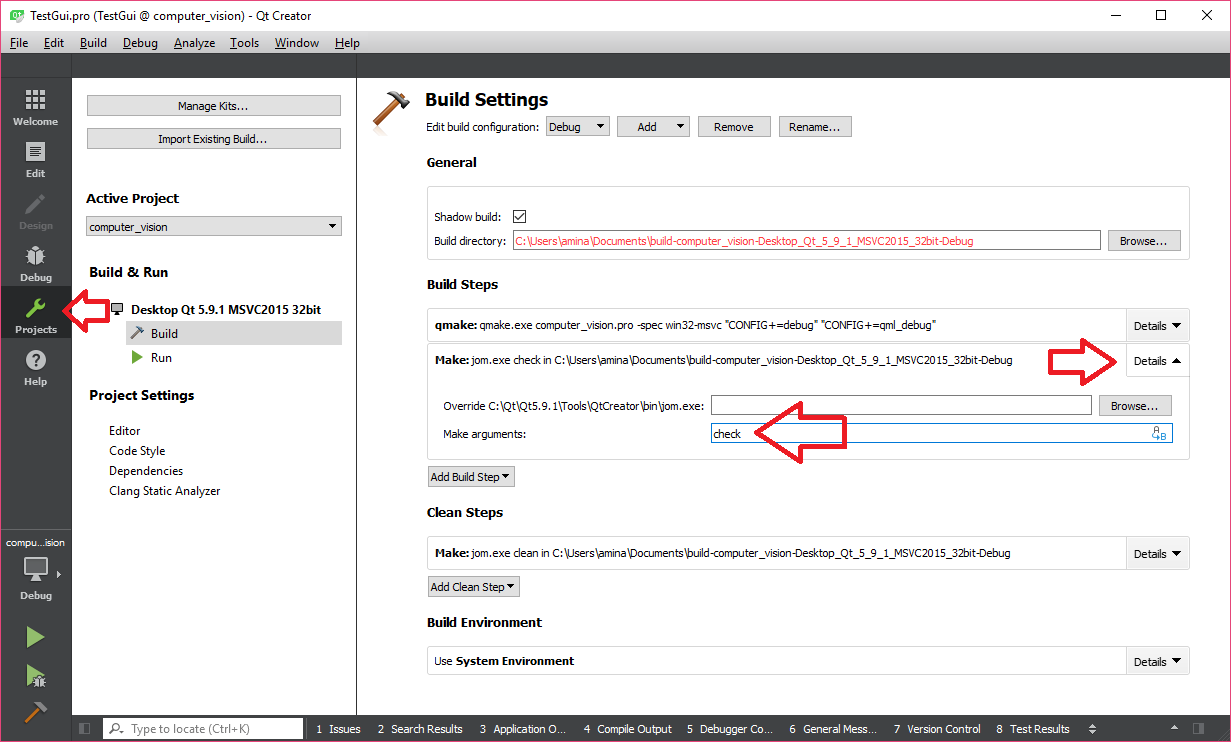 TestGui.pro (TestGui @ computer_vision) - Qt Creator
File Edit Build Debug Analyze Tools Window Help
Welcome
Edit
Design
Debug
Projects
Help
compu...ision
Debug
Manage Kits...
Import Existing Build...
Active Project
computer_vision
Build & Run
Desktop Qt 5.9.1 MSVC2015 32bit
Build
Run
Project Settings
Editor
Code Style
Dependencies
Clang Static Analyzer
Build Settings
Edit build configuration: Debug Add Remove Rename...
General
Shadow build:
Build directory: C:\Users\amina\Documents\build-computer_vision-Desktop_Qt_5_9_1_MSVC2015_32bit-Debug Browse...
Build Steps
qmake: qmake.exe computer_vision.pro -spec win32-msvc "CONFIG+=debug" "CONFIG+=qml_debug" Details
Make: jom.exe check in C:\Users\amina\Documents\build-computer_vision-Desktop_Qt_5_9_1_MSVC2015_32bit-Debug Details
Override C:\Qt\Qt5.9.1\Tools\QtCreator\bin\jom.exe: Browse...
Make arguments: check
Add Build Step
Clean Steps
Make: jom.exe clean in C:\Users\amina\Documents\build-computer_vision-Desktop_Qt_5_9_1_MSVC2015_32bit-Debug Details
Add Clean Step
Build Environment
Use System Environment Details
Type to locate (Ctrl+K) 1 Issues 2 Search Results 3 Application O... 4 Compile Output 5 Debugger Co... 6 General Mess... 7 Version Control 8 Test Results